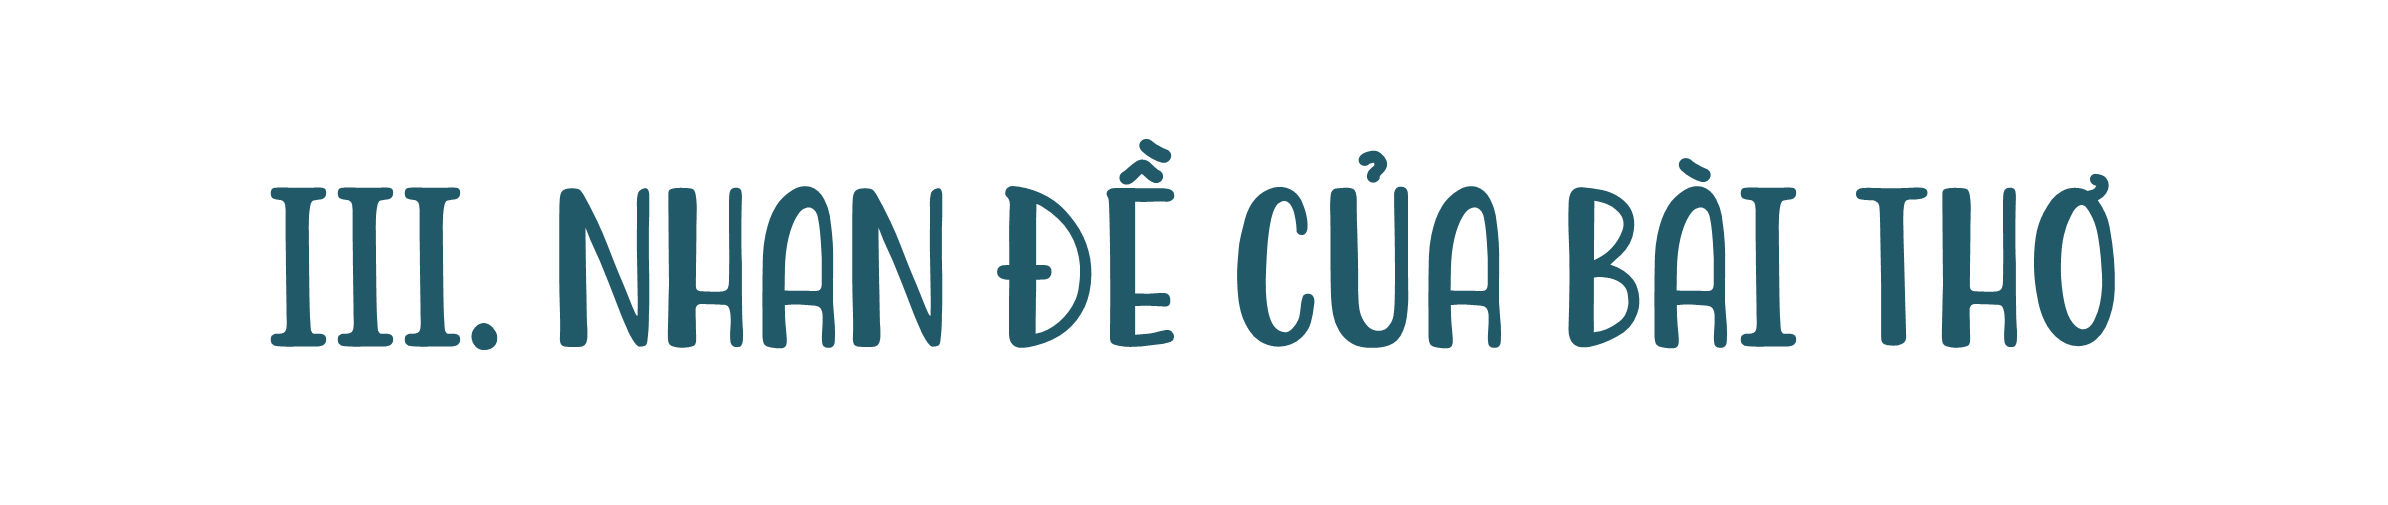 III. NHAN ĐỀ CỦA BÀI THƠ